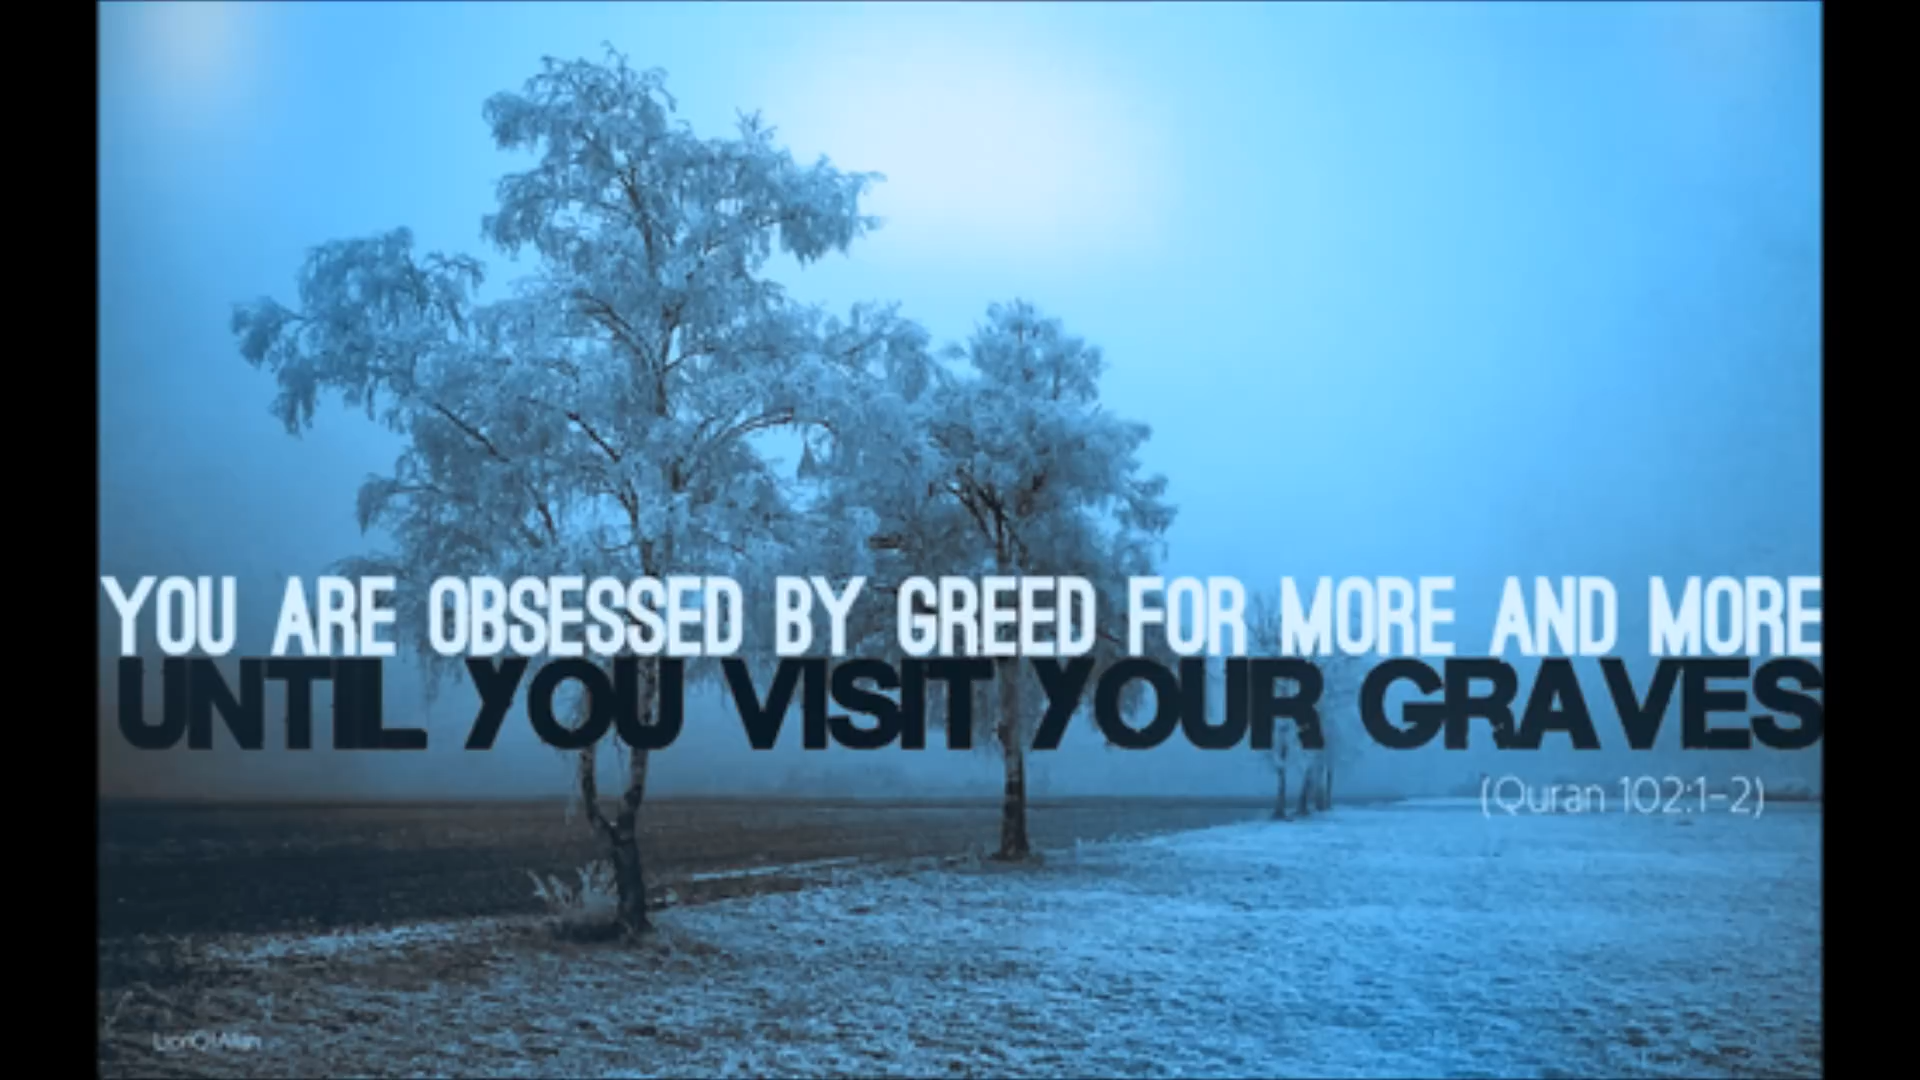 YOU ARE OBSESSED BY GREED FOR MORE AND MORE
UNTIL YOU VISIT YOUR GRAVES
(Quran 102:1-2)